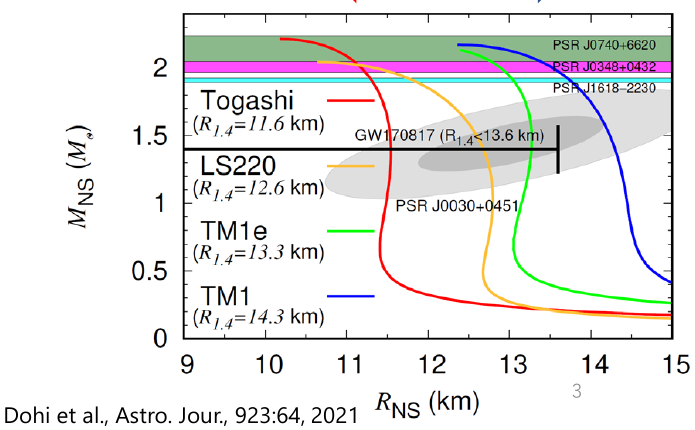 PSR J0740+6620
PSR J0348+0432
PSR J1618−2230
2
Togashi
(R1.4=11.6 km)
GW170817 (R1.4<13.6 km)
1.5
LS220
(R1.4=12.6 km)
PSR J0030+0451
1
TM1e
(R1.4=13.3 km)
0.5
TM1
(R1.4=14.3 km)
0
MNS (M⊙)
9 10 11 12 13 14 15
3
RNS (km)
Dohi et al., Astro. Jour., 923:64, 2021